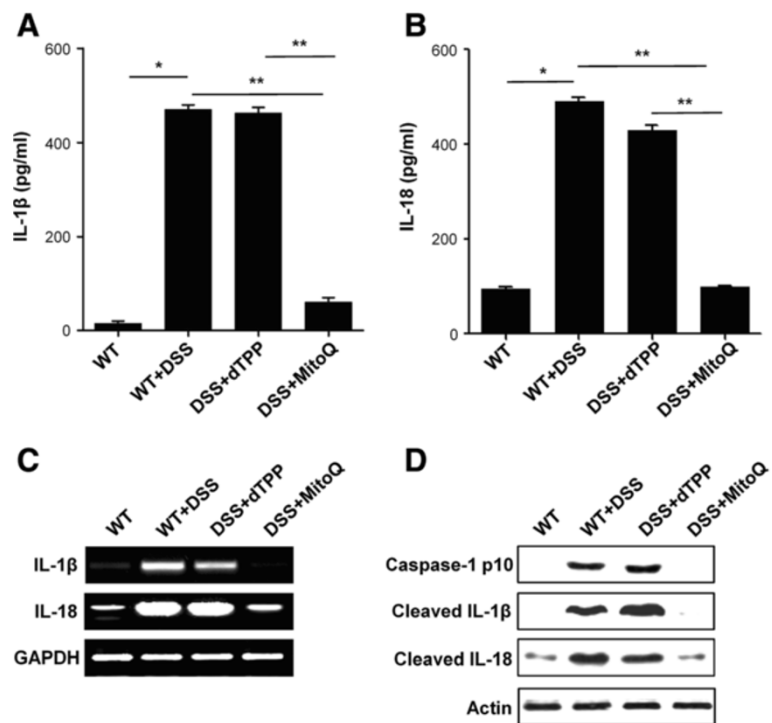 A
B
600
400
200
0
IL-1β (pg/ml)
*
**
**
WT
WT+DSS
DSS+dTPP
DSS+MitoQ
600
400
200
0
IL-18 (pg/ml)
*
**
**
WT
WT+DSS
DSS+dTPP
DSS+MitoQ
C
WT
WT+DSS
DSS+dTPP
DSS+MitoQ
IL-1β
IL-18
GAPDH
D
WT
WT+DSS
DSS+dTPP
DSS+MitoQ
Caspase-1 p10
Cleaved IL-1β
Cleaved IL-18
Actin